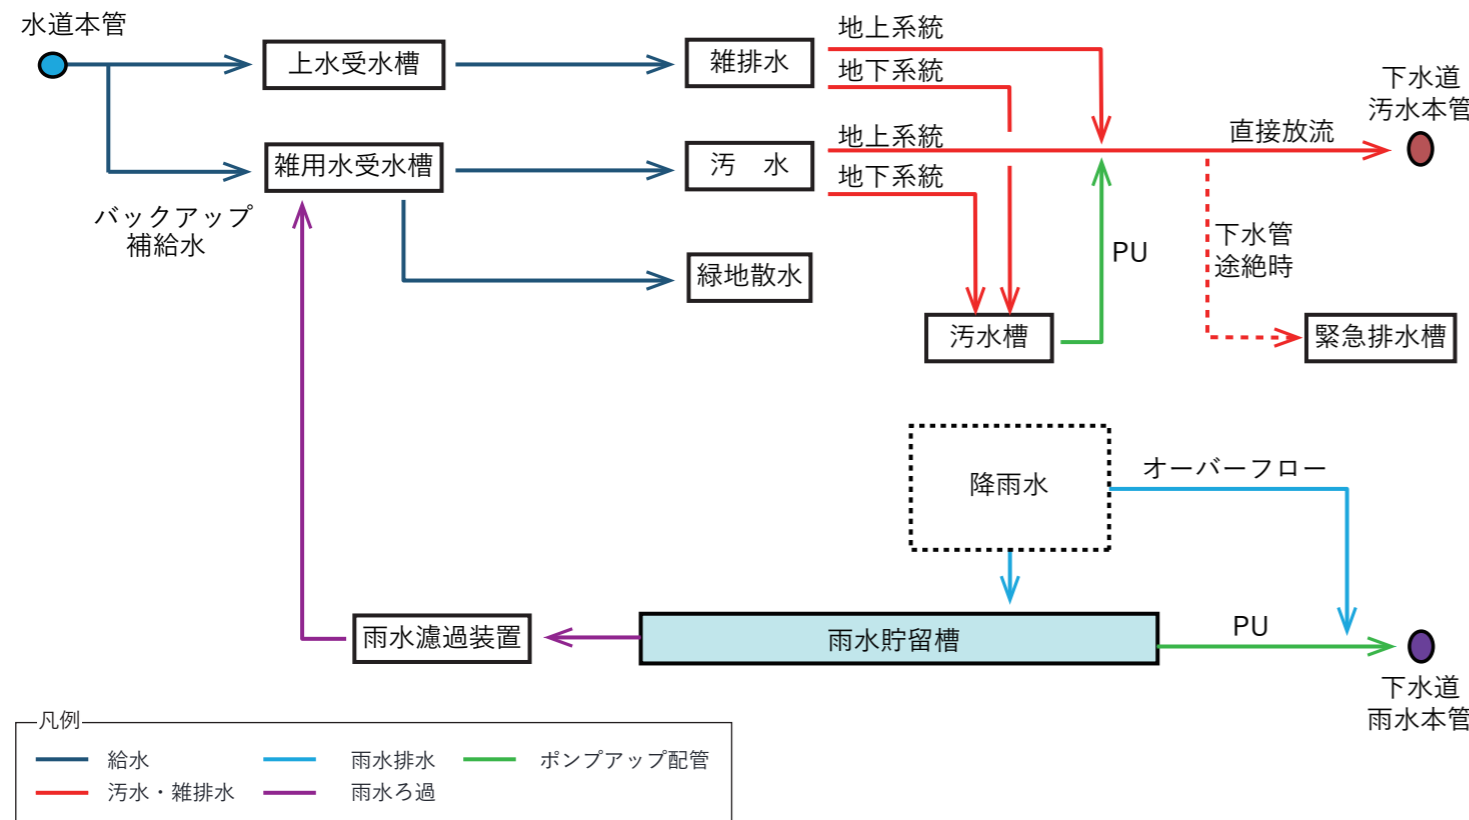 水道本管
上水受水槽
雑排水
地上系統
地下系統
下水道
汚水本管
雑用水受水槽
汚 水
地上系統
地下系統
直接放流
バックアップ
補給水
緑地散水
PU
下水管
途絶時
汚水槽
緊急排水槽
降雨水
オーバーフロー
雨水濾過装置
雨水貯留槽
PU
下水道
雨水本管
凡例
給水
雨水排水
ポンプアップ配管
汚水・雑排水
雨水ろ過